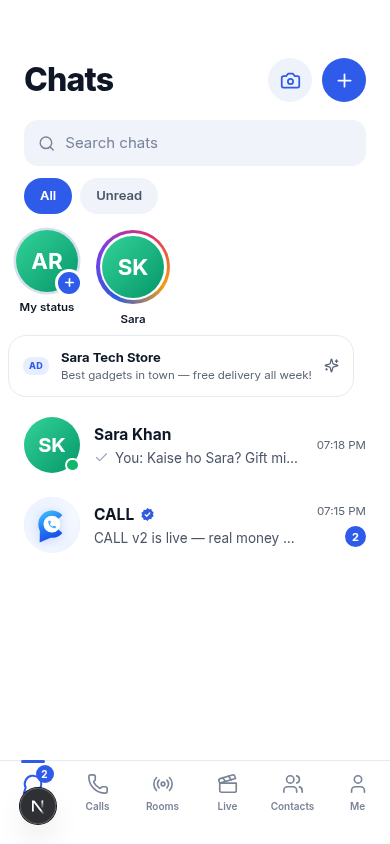 Chats
Search chats
All
Unread
AR
My status
SK
Sara
AD
Sara Tech Store
Best gadgets in town — free delivery all week!
SK
Sara Khan
07:18 PM
You: Kaise ho Sara? Gift mi...
CALL
07:15 PM
CALL v2 is live — real money ...
2
2
N
Calls
Rooms
Live
Contacts
Me